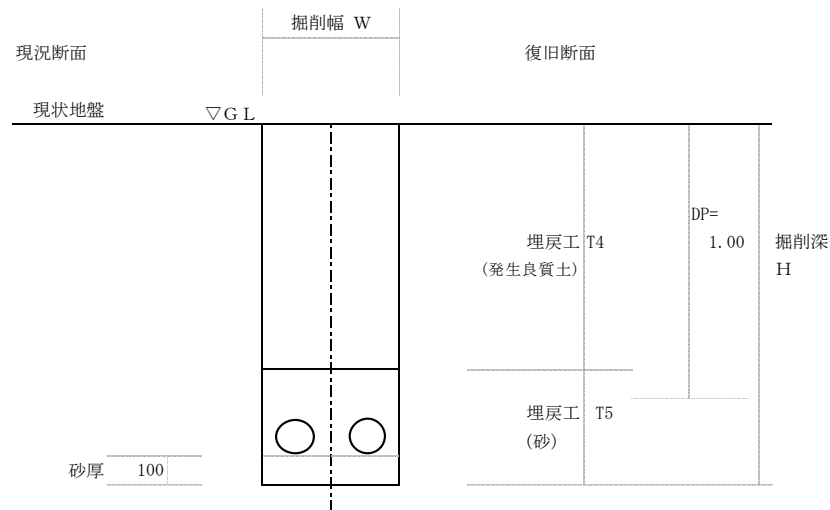 掘削幅 W
現況断面
復旧断面
現状地盤
▽GL
DP=
埋戻工 T4
1.00
掘削深
(発生良質土)
H
埋戻工 T5
(砂)
砂厚 100